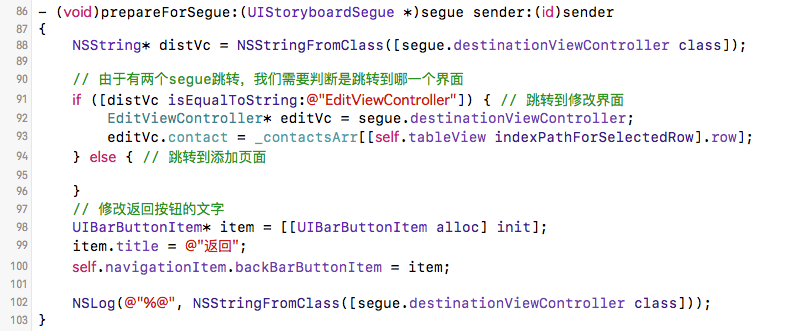 86 - (void)prepareForSegue:(UIStoryboardSegue *)segue sender:(id)sender
87 {
88     NSString* distVc = NSStringFromClass([segue.destinationViewController class]);
89
90     // 由于有两个segue跳转，我们需要判断是跳转到哪一个界面
91     if ([distVc isEqualToString:@"EditViewController"]) { // 跳转到修改界面
92         EditViewController* editVc = segue.destinationViewController;
93         editVc.contact = _contactsArr[[self.tableView indexPathForSelectedRow].row];
94     } else { // 跳转到添加页面
95
96     }
97     // 修改返回按钮的文字
98     UIBarButtonItem* item = [[UIBarButtonItem alloc] init];
99     item.title = @"返回";
100     self.navigationItem.backBarButtonItem = item;
101
102     NSLog(@"%@", NSStringFromClass([segue.destinationViewController class]));
103 }